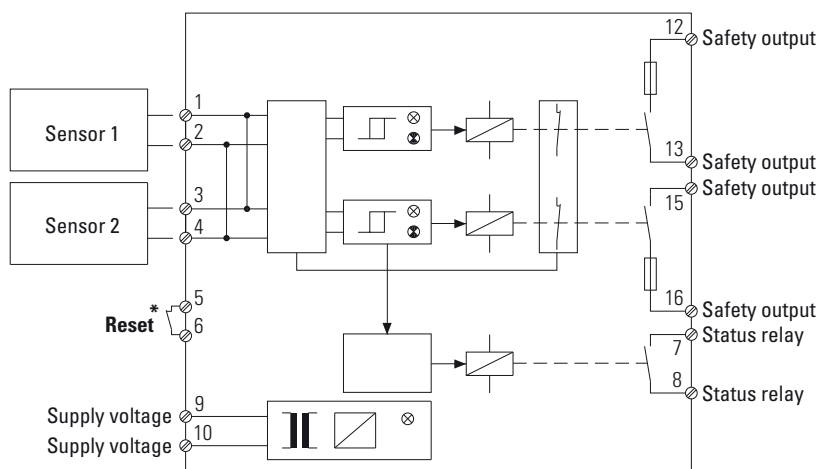 12 Safety output
1
Sensor 1
2
13 Safety output
3 Safety output
Sensor 2 15
4
5 16 Safety output
*
Reset 6 Status relay
7
8 Status relay
Supply voltage 9
Supply voltage 10